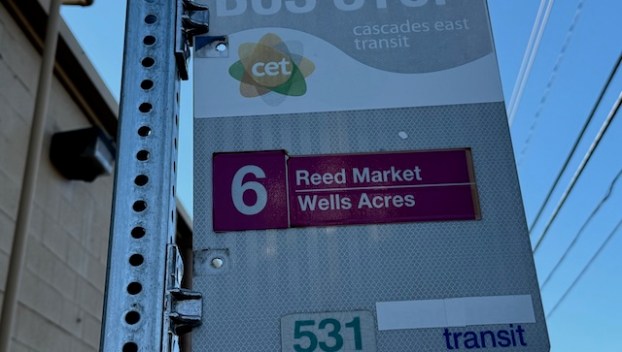 BUS STOP
cascades east
transit
cet
6
Reed Market
Wells Acres
531
transit